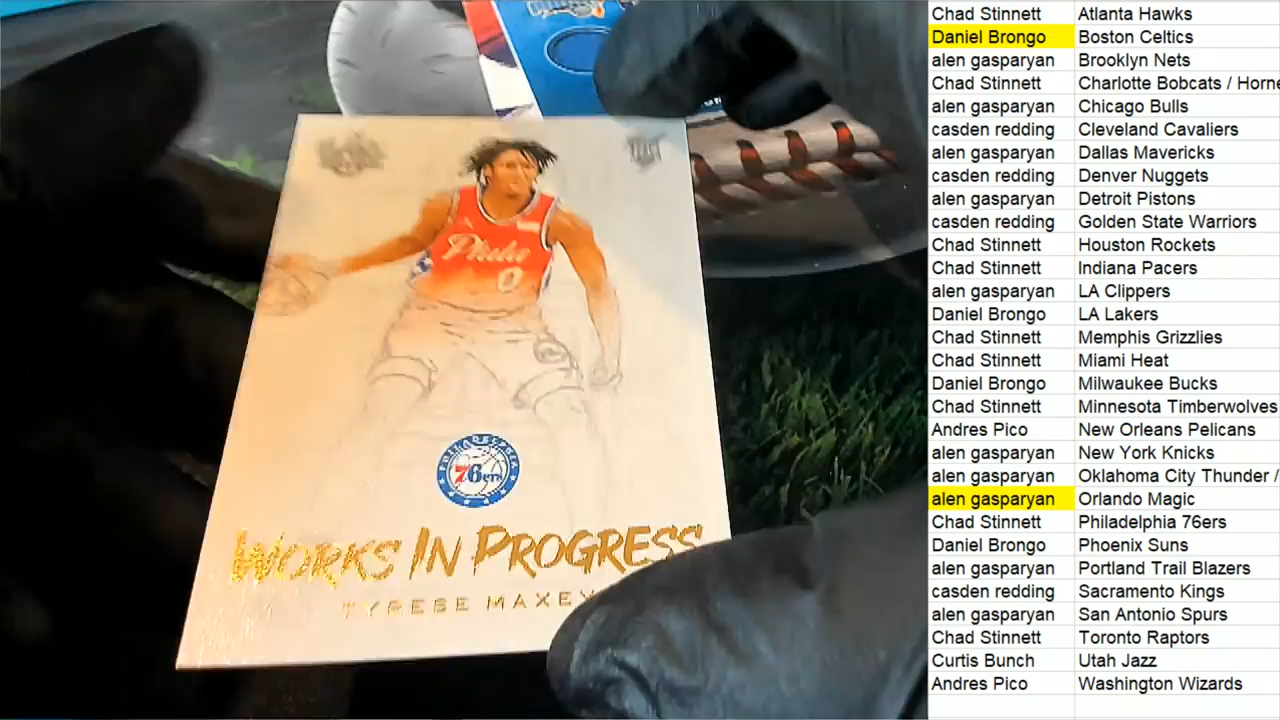 Phila
0
PHILADELPHIA
76ers
WORKS IN PROGRESS
TYRESE MAXEY
Chad Stinnett Atlanta Hawks
Daniel Brongo Boston Celtics
alen gasparyan Brooklyn Nets
Chad Stinnett Charlotte Bobcats / Horne
alen gasparyan Chicago Bulls
casden redding Cleveland Cavaliers
alen gasparyan Dallas Mavericks
casden redding Denver Nuggets
alen gasparyan Detroit Pistons
casden redding Golden State Warriors
Chad Stinnett Houston Rockets
Chad Stinnett Indiana Pacers
alen gasparyan LA Clippers
Daniel Brongo LA Lakers
Chad Stinnett Memphis Grizzlies
Chad Stinnett Miami Heat
Daniel Brongo Milwaukee Bucks
Chad Stinnett Minnesota Timberwolves
Andres Pico New Orleans Pelicans
alen gasparyan New York Knicks
alen gasparyan Oklahoma City Thunder /
alen gasparyan Orlando Magic
Chad Stinnett Philadelphia 76ers
Daniel Brongo Phoenix Suns
alen gasparyan Portland Trail Blazers
casden redding Sacramento Kings
alen gasparyan San Antonio Spurs
Chad Stinnett Toronto Raptors
Curtis Bunch Utah Jazz
Andres Pico Washington Wizards